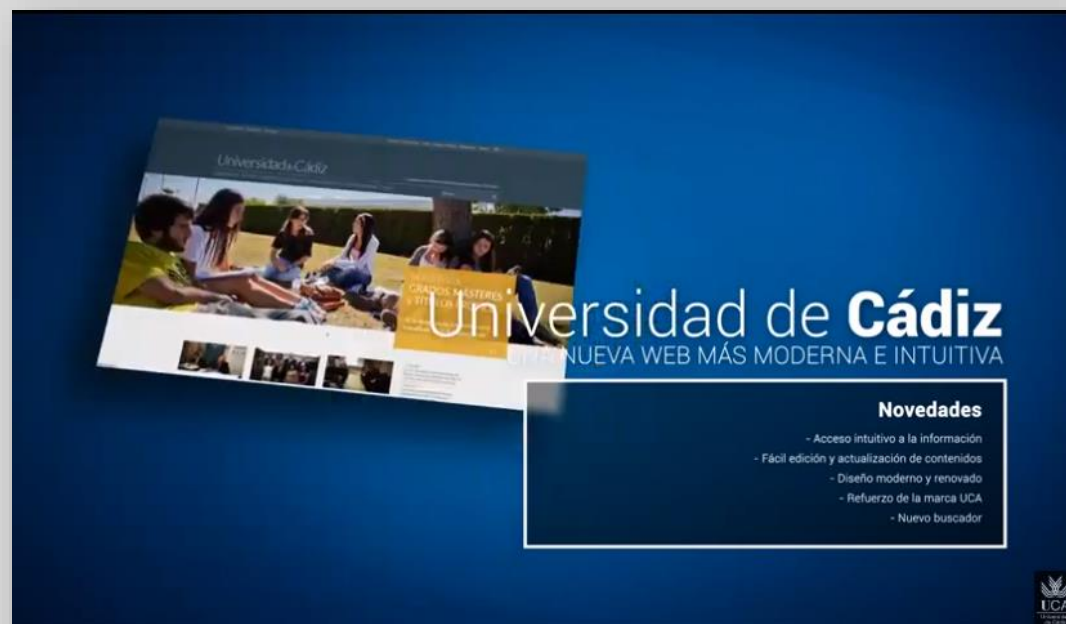 Universidad de Cádiz
GRADOS, MÁSTERES
y TÍTULOS
Universidad de Cádiz
NUEVA WEB MÁS MODERNA E INTUITIVA
Novedades
- Acceso intuitivo a la información
- Fácil edición y actualización de contenidos
- Diseño moderno y renovado
- Refuerzo de la marca UCA
- Nuevo buscador
UCA